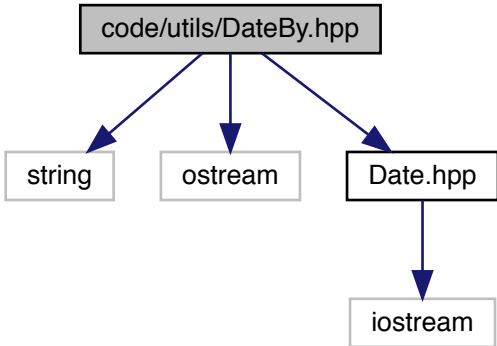 code/utils/DateBy.hpp
string
ostream
Date.hpp
iostream